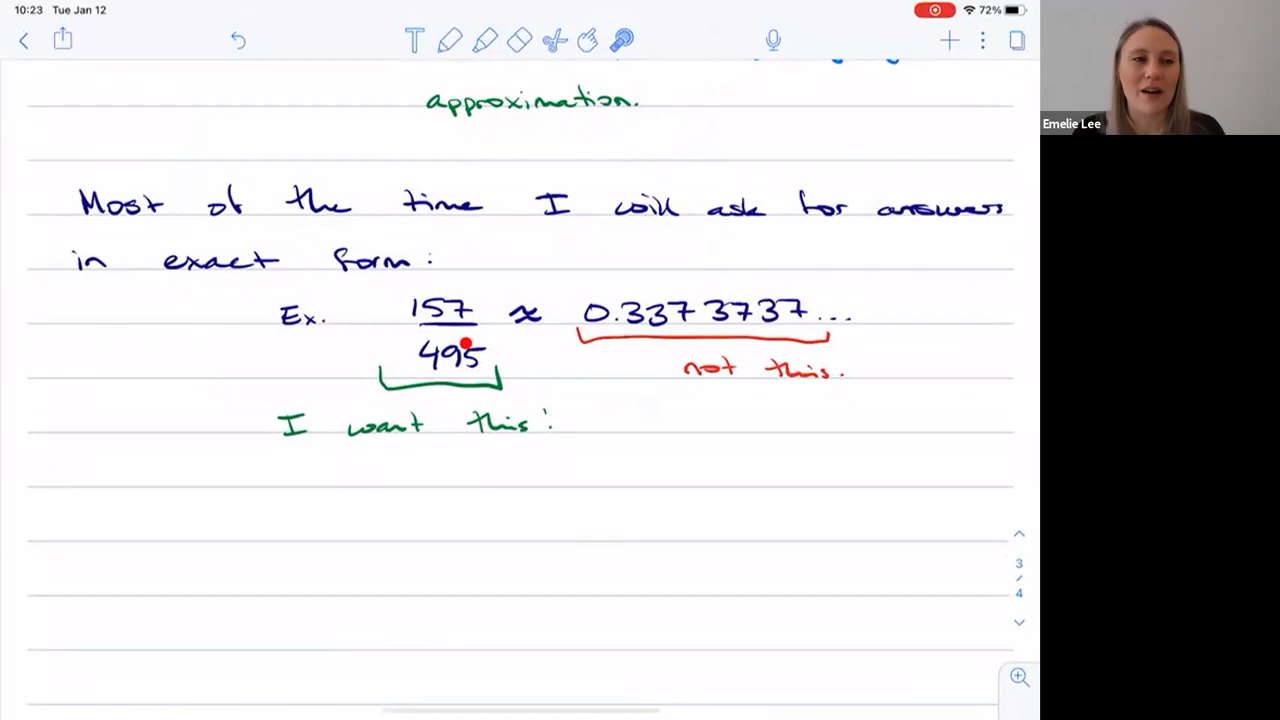 10:23 Tue Jan 12
72%
approximation.
Emelie Lee
Most of the time I will ask for answers
in exact form:
Ex. 157/495 ≈ 0.3373737...
not this.
I want this!
3/4